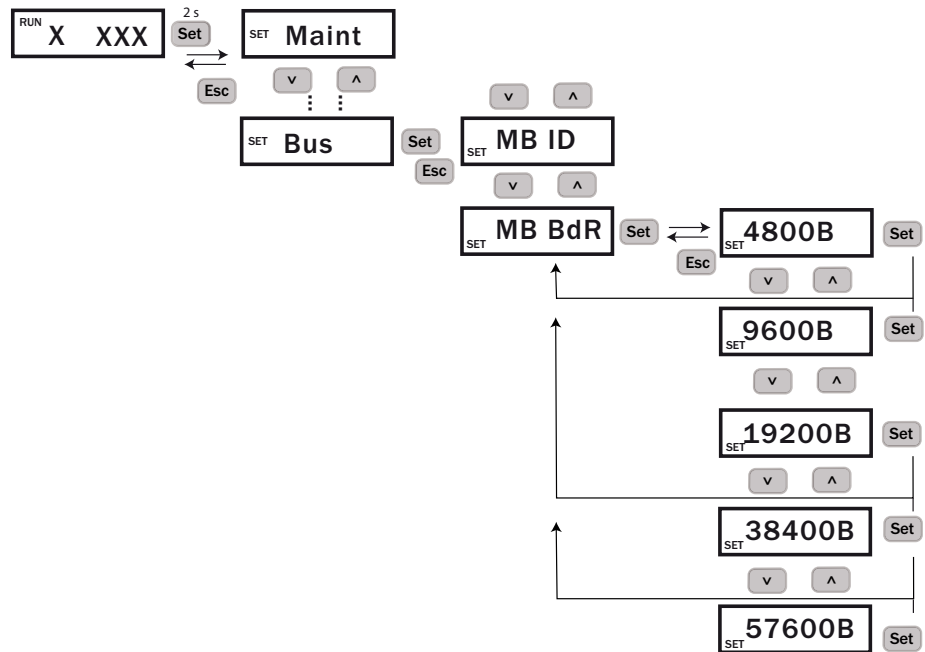 2 s
RUN X XXX Set SET Maint
Esc v ʌ
v ʌ
SET Bus Set SET MB ID
Esc
v ʌ
SET MB BdR Set SET 4800B Set
Esc
v ʌ
SET 9600B Set
v ʌ
SET 19200B Set
v ʌ
SET 38400B Set
v ʌ
SET 57600B Set